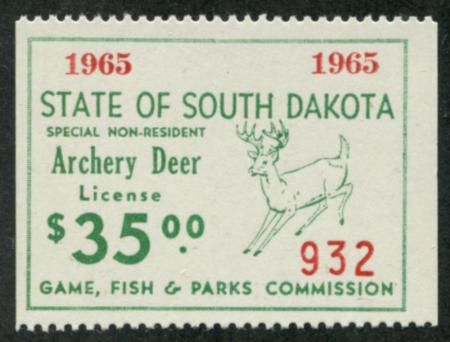 1965 1965
STATE OF SOUTH DAKOTA
SPECIAL NON-RESIDENT
Archery Deer
License
$35.00
932
GAME, FISH & PARKS COMMISSION